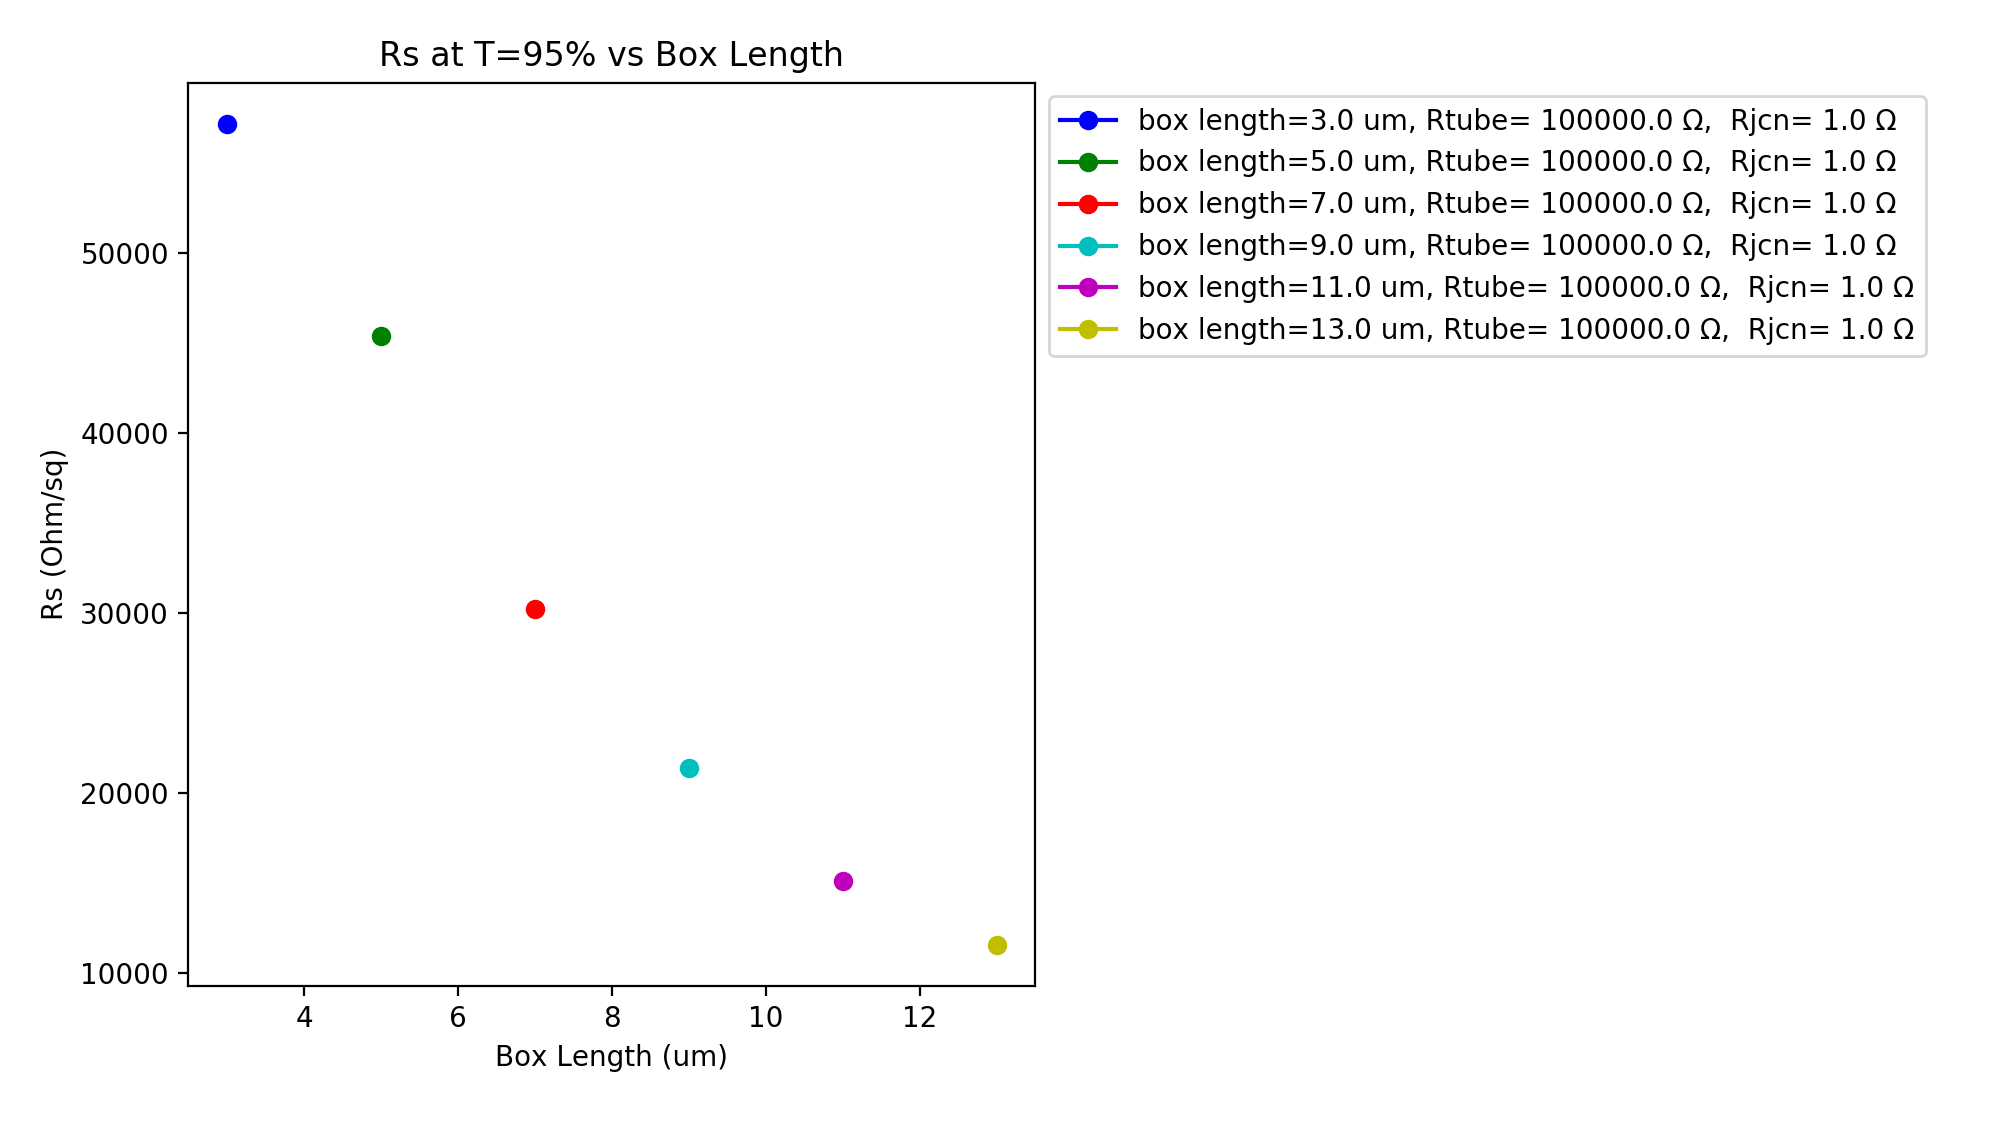 Rs at T=95% vs Box Length
box length=3.0 um, Rtube= 100000.0 Ω,  Rjcn= 1.0 Ω
box length=5.0 um, Rtube= 100000.0 Ω,  Rjcn= 1.0 Ω
box length=7.0 um, Rtube= 100000.0 Ω,  Rjcn= 1.0 Ω
box length=9.0 um, Rtube= 100000.0 Ω,  Rjcn= 1.0 Ω
box length=11.0 um, Rtube= 100000.0 Ω,  Rjcn= 1.0 Ω
box length=13.0 um, Rtube= 100000.0 Ω,  Rjcn= 1.0 Ω
Rs (Ohm/sq)
50000
40000
30000
20000
10000
4 6 8 10 12
Box Length (um)